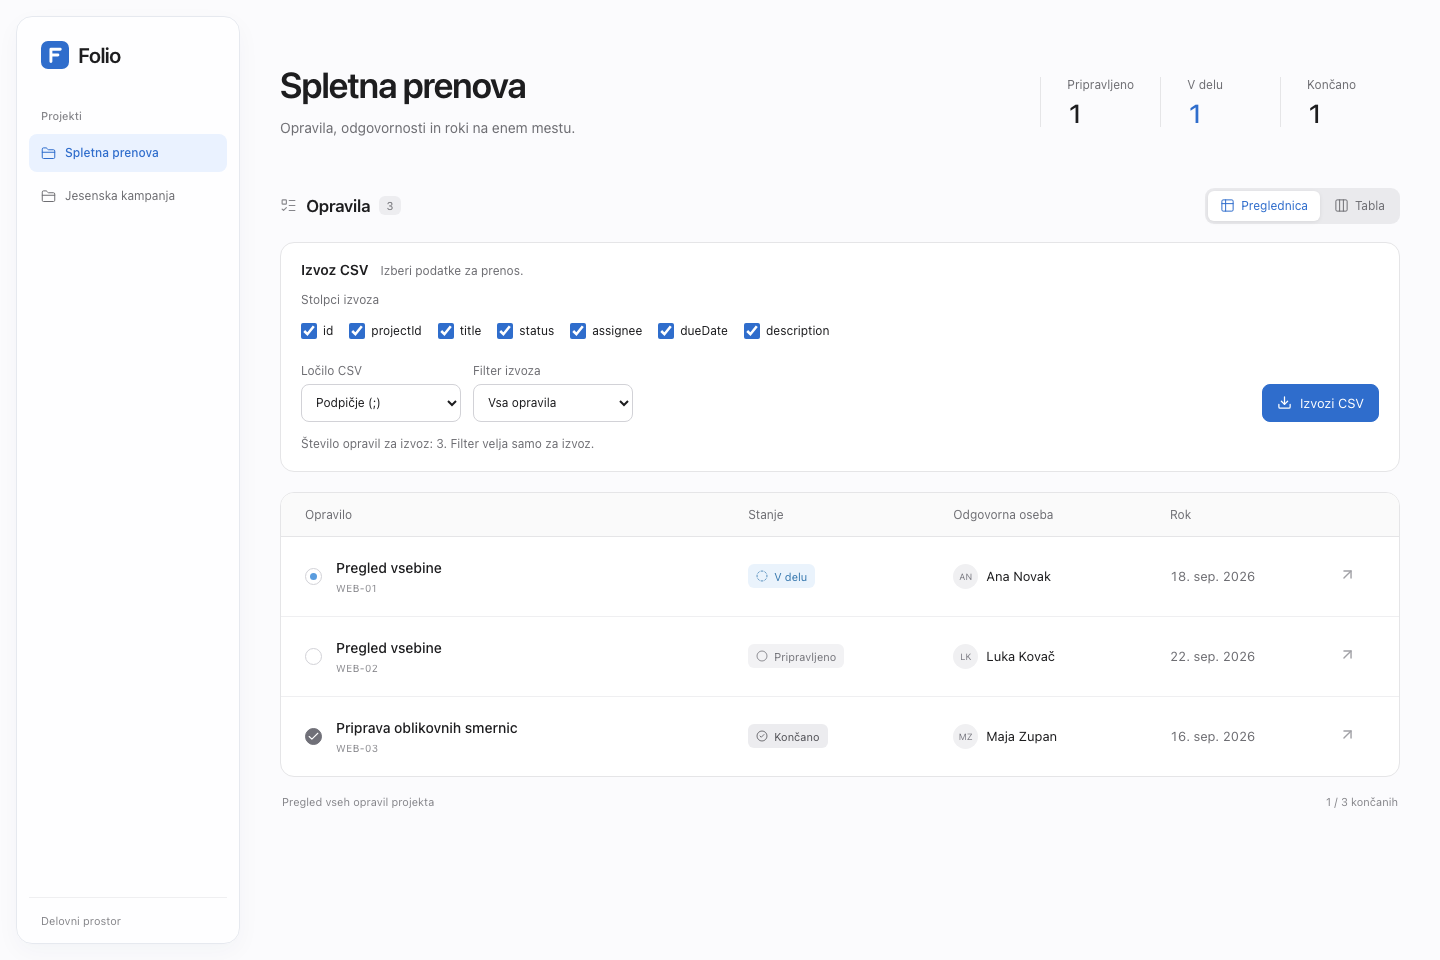 Folio
Projekti
Spletna prenova
Jesenska kampanja
Delovni prostor
Spletna prenova
Opravila, odgovornosti in roki na enem mestu.
Pripravljeno
1
V delu
1
Končano
1
Opravila 3
Preglednica
Tabla
Izvoz CSV Izberi podatke za prenos.
Stolpci izvoza
id projectId title status assignee dueDate description
Ločilo CSV Filter izvoza
Podpičje (;) Vsa opravila
Izvozi CSV
Število opravil za izvoz: 3. Filter velja samo za izvoz.
Opravilo Stanje Odgovorna oseba Rok
Pregled vsebine
WEB-01
V delu AN Ana Novak 18. sep. 2026
Pregled vsebine
WEB-02
Pripravljeno LK Luka Kovač 22. sep. 2026
Priprava oblikovnih smernic
WEB-03
Končano MZ Maja Zupan 16. sep. 2026
Pregled vseh opravil projekta 1 / 3 končanih